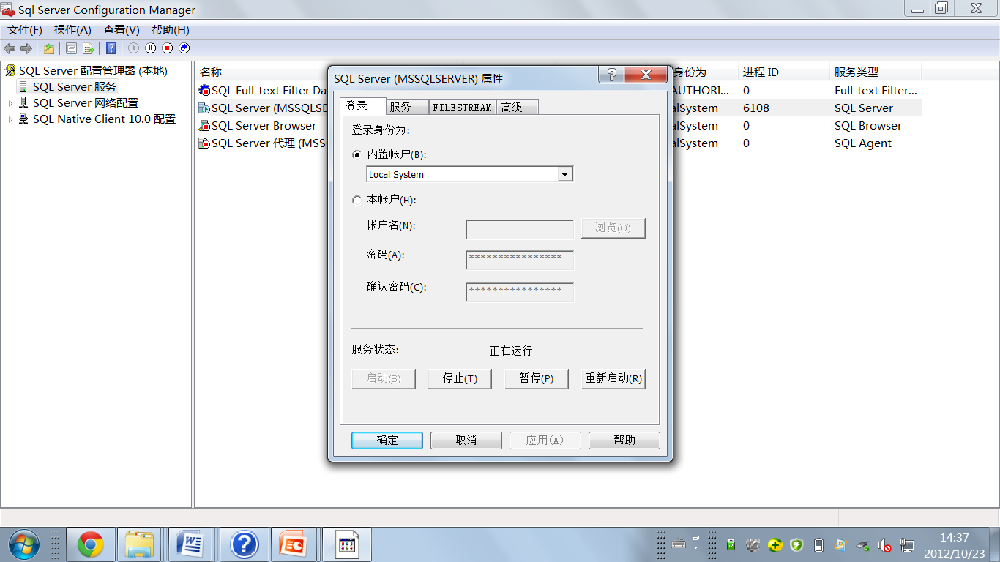 Sql Server Configuration Manager
文件(F) 操作(A) 查看(V) 帮助(H)
SQL Server 配置管理器 (本地)
SQL Server 服务
SQL Server 网络配置
SQL Native Client 10.0 配置
名称 身份为 进程 ID 服务类型
SQL Full-text Filter Da AUTHORI... 0 Full-text Filter...
SQL Server (MSSQLSE alSystem 6108 SQL Server
SQL Server Browser alSystem 0 SQL Browser
SQL Server 代理 (MSS alSystem 0 SQL Agent
SQL Server (MSSQLSERVER) 属性
登录 服务 FILESTREAM 高级
登录身份为:
内置帐户(B):
Local System
本帐户(H):
帐户名(N): 浏览(O)
密码(A): ****************
确认密码(C): ****************
服务状态: 正在运行
启动(S) 停止(T) 暂停(P) 重新启动(R)
确定 取消 应用(A) 帮助
14:37
2012/10/23